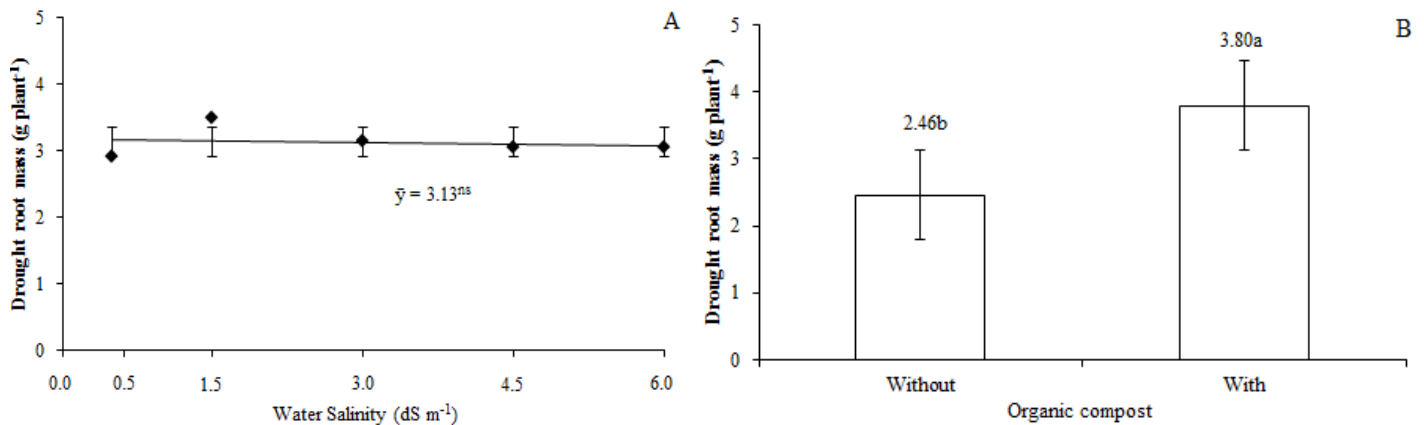 A
Drought root mass (g plant⁻¹)
5
4
3
2
1
0
ȳ = 3.13ⁿˢ
0.0 0.5 1.5 3.0 4.5 6.0
Water Salinity (dS m⁻¹)
B
Drought root mass (g plant⁻¹)
5
4
3
2
1
0
2.46b
3.80a
Without With
Organic compost